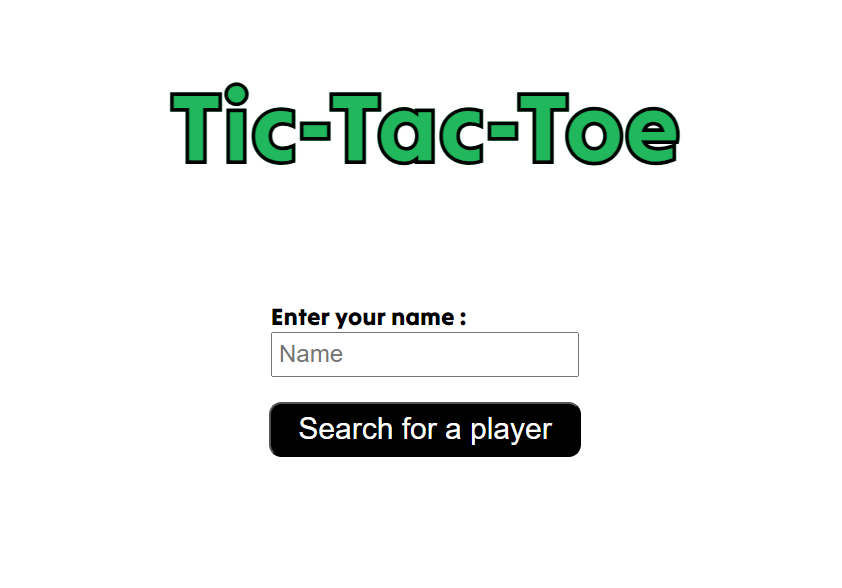 Tic-Tac-Toe
Enter your name :
Name
Search for a player